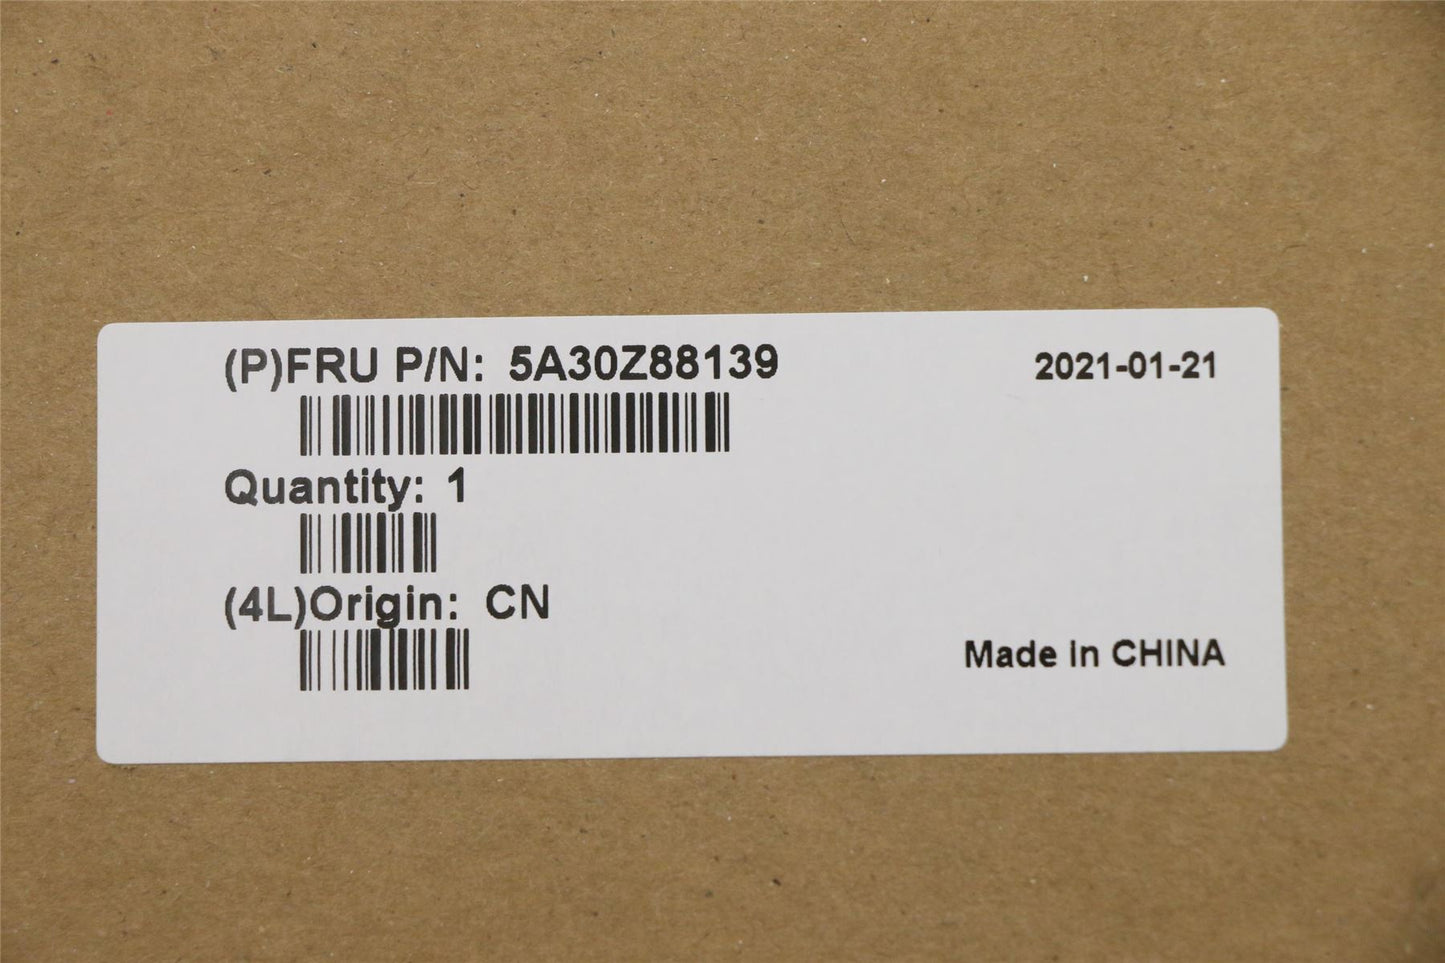 (P)FRU P/N: 5A30Z88139
2021-01-21
Quantity: 1
(4L)Origin: CN
Made in CHINA